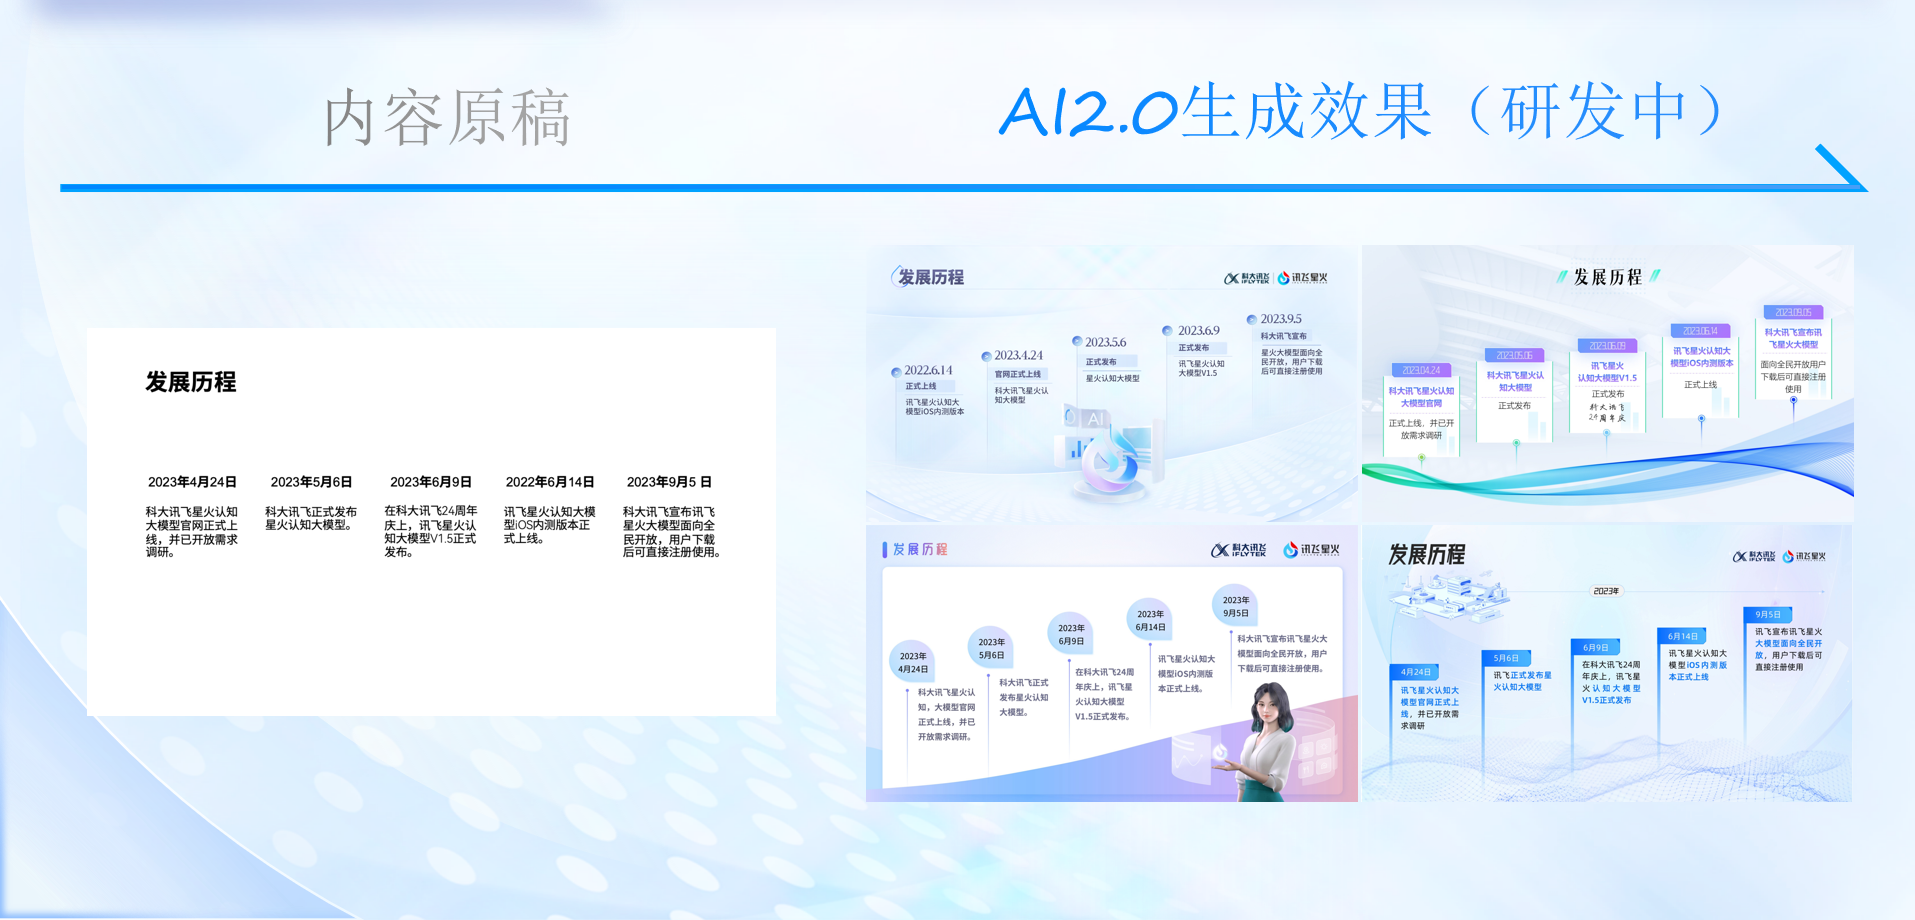 内容原稿
AI2.0生成效果（研发中）
发展历程
2023年4月24日
科大讯飞星火认知
大模型官网正式上
线，并已开放需求
调研。
2023年5月6日
科大讯飞正式发布
星火认知大模型。
2023年6月9日
在科大讯飞24周年
庆上，讯飞星火认
知大模型V1.5正式
发布。
2022年6月14日
讯飞星火认知大模
型iOS内测版本正
式上线。
2023年9月5 日
科大讯飞宣布讯飞
星火大模型面向全
民开放，用户下载
后可直接注册使用。
发展历程
科大讯飞
iFLYTEK
讯飞星火
2022.6.14
正式上线
讯飞星火认知大
模型iOS内测版本
2023.4.24
官网正式上线
科大讯飞星火认
知大模型
2023.5.6
正式发布
星火认知大模型
2023.6.9
正式发布
讯飞星火认知
大模型V1.5
2023.9.5
科大讯飞宣布
星火大模型面向全
民开放，用户下载
后可直接注册使用
AI
发展历程
2023.04.24
科大讯飞星火认知
大模型官网
正式上线，并已开
放需求调研
2023.05.06
科大讯飞星火认
知大模型
正式发布
2023.06.09
讯飞星火
认知大模型V1.5
正式发布
科大讯飞
24周年庆
2023.06.14
讯飞星火认知大
模型iOS内测版本
正式上线
2023.09.05
科大讯飞宣布讯
飞星火大模型
面向全民开放用户
下载后可直接注册
使用
发展历程
科大讯飞
iFLYTEK
讯飞星火
2023年
4月24日
科大讯飞星火认
知，大模型官网
正式上线，并已
开放需求调研。
2023年
5月6日
科大讯飞正式
发布星火认知
大模型。
2023年
6月9日
在科大讯飞24周
年庆上，讯飞星
火认知大模型
V1.5正式发布。
2023年
6月14日
讯飞星火认知大
模型iOS内测版
本正式上线。
2023年
9月5日
科大讯飞宣布讯飞星火大
模型面向全民开放，用户
下载后可直接注册使用。
发展历程
科大讯飞
iFLYTEK
讯飞星火
2023年
4月24日
讯飞星火认知大
模型官网正式上
线，并已开放需
求调研
5月6日
讯飞正式发布星
火认知大模型
6月9日
在科大讯飞24周
年庆上，讯飞星
火认知大模型
V1.5正式发布
6月14日
讯飞星火认知大
模型iOS内测版
本正式上线
9月5日
讯飞宣布讯飞星火
大模型面向全民开
放，用户下载后可
直接注册使用